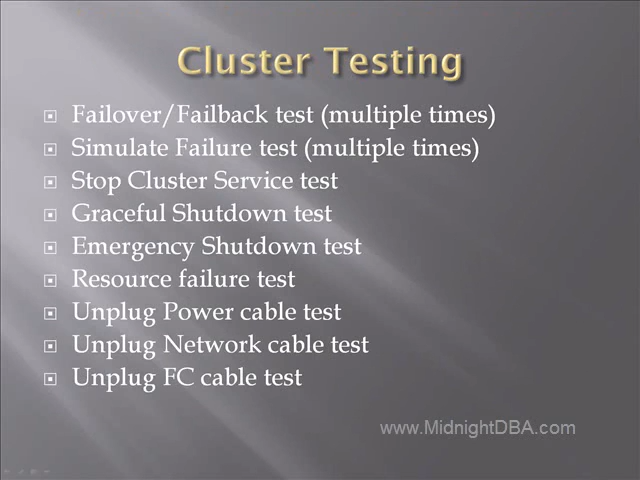 Cluster Testing
Failover/Failback test (multiple times)
Simulate Failure test (multiple times)
Stop Cluster Service test
Graceful Shutdown test
Emergency Shutdown test
Resource failure test
Unplug Power cable test
Unplug Network cable test
Unplug FC cable test
www.MidnightDBA.com